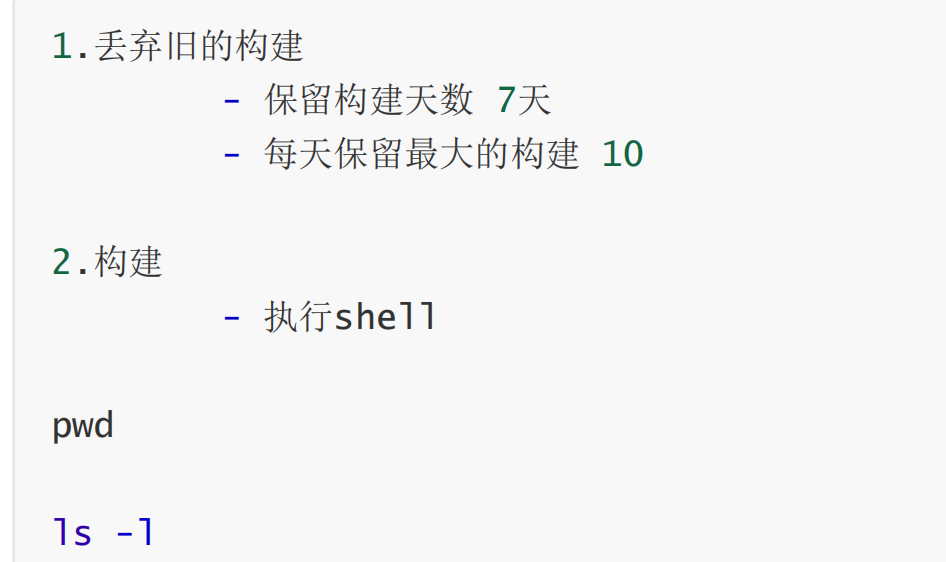 1.丢弃旧的构建
- 保留构建天数 7天
- 每天保留最大的构建 10
2.构建
- 执行shell
pwd
ls -l